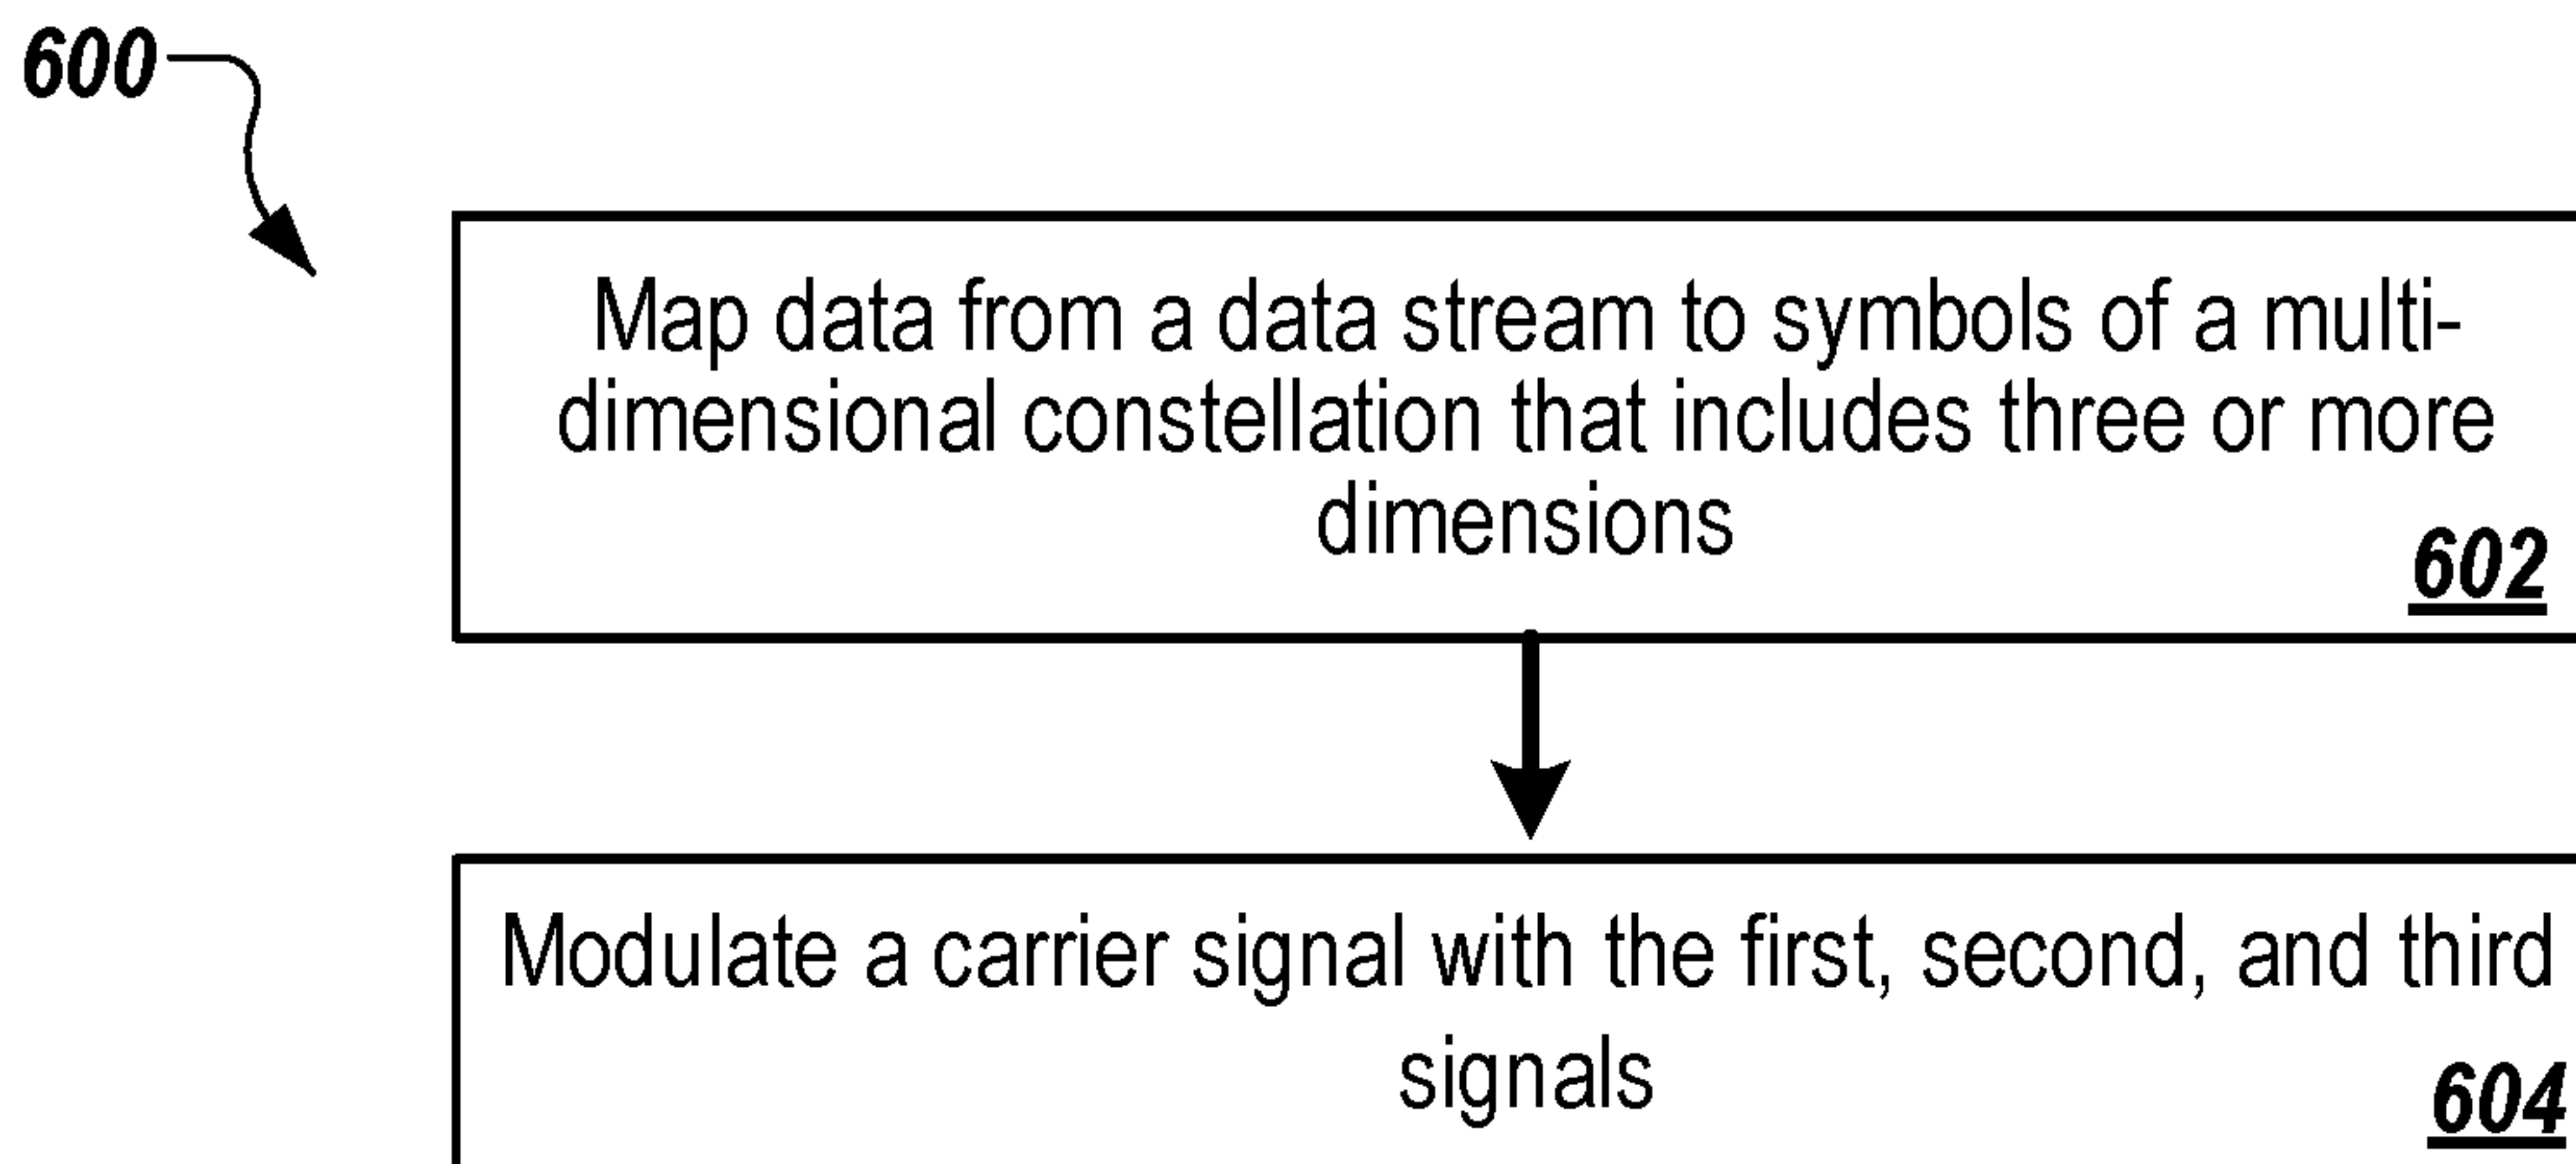 600
Map data from a data stream to symbols of a multi-
dimensional constellation that includes three or more
dimensions
602
Modulate a carrier signal with the first, second, and third
signals
604